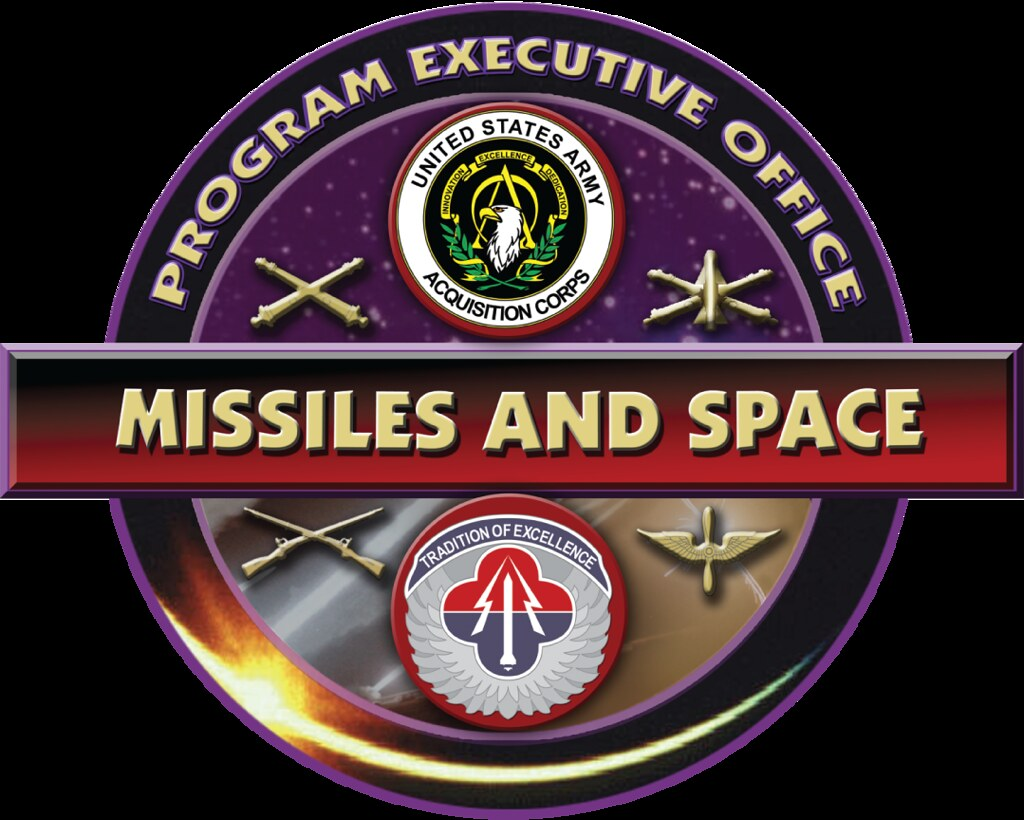 PROGRAM EXECUTIVE OFFICE
UNITED STATES ARMY
INNOVATION EXCELLENCE DEDICATION
ACQUISITION CORPS
MISSILES AND SPACE
TRADITION OF EXCELLENCE